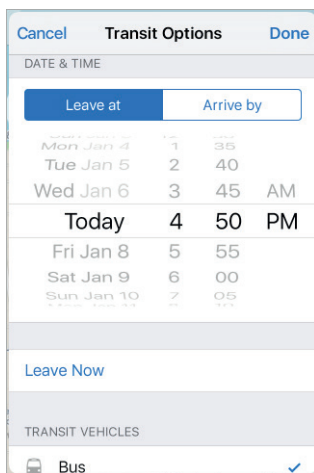 Cancel Transit Options Done
DATE & TIME
Leave at Arrive by
Mon Jan 4 1 35
Tue Jan 5 2 40
Wed Jan 6 3 45 AM
Today 4 50 PM
Fri Jan 8 5 55
Sat Jan 9 6 00
Sun Jan 10 7 05
Leave Now
TRANSIT VEHICLES
Bus